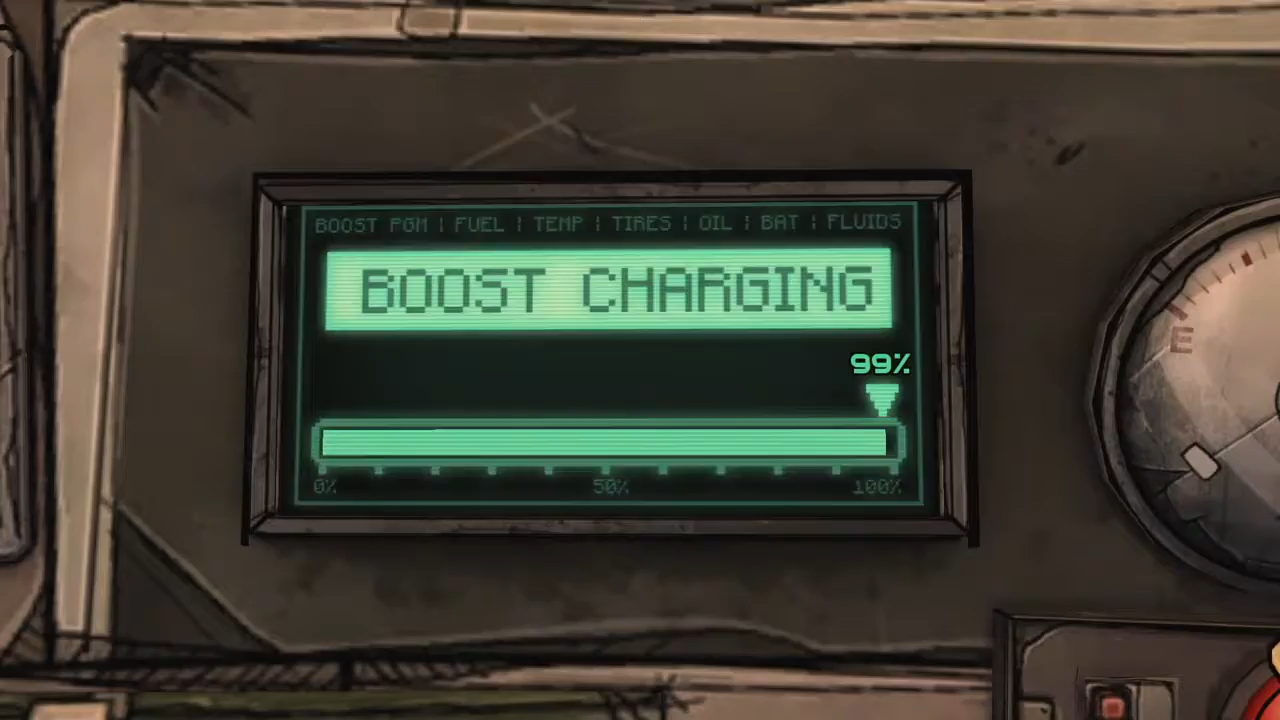 BOOST PGM ¦ FUEL ¦ TEMP ¦ TIRES ¦ OIL ¦ BAT ¦ FLUIDS
BOOST CHARGING
99%
0% 50% 100%
E